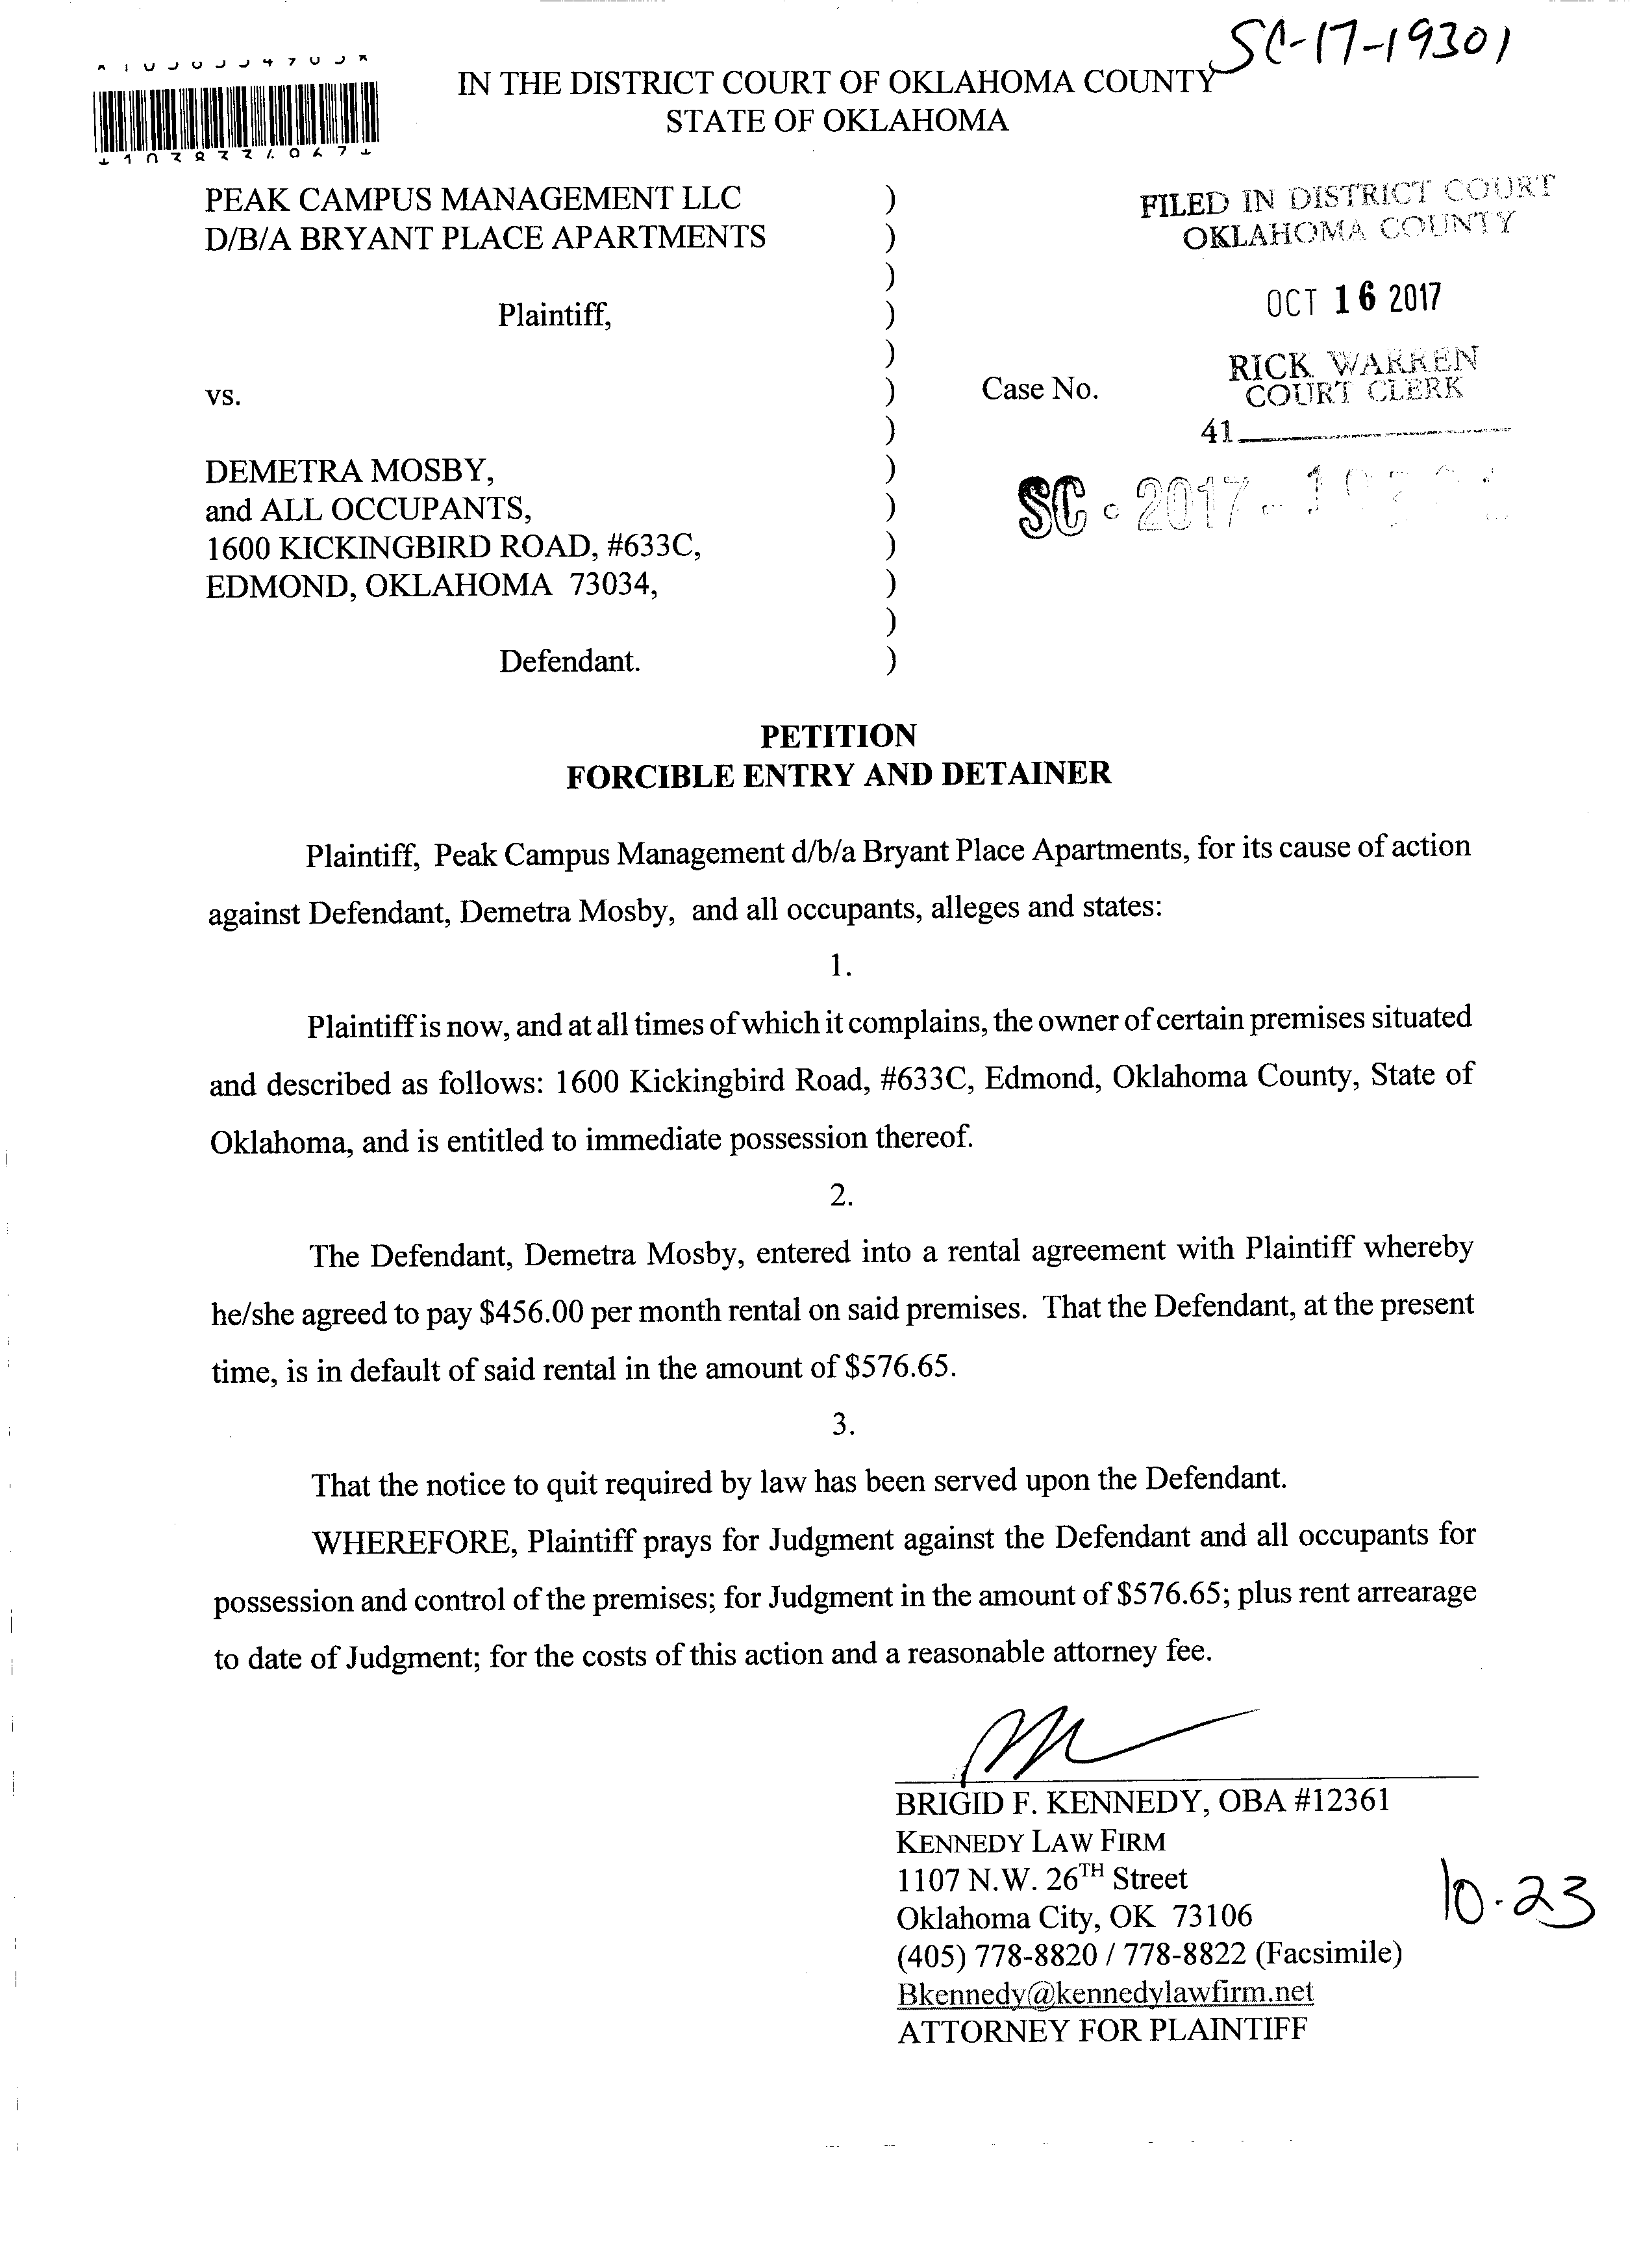 SC-17-19301
IN THE DISTRICT COURT OF OKLAHOMA COUNTY
STATE OF OKLAHOMA
PEAK CAMPUS MANAGEMENT LLC )
D/B/A BRYANT PLACE APARTMENTS )
)
Plaintiff, )
)
vs. )
)
DEMETRA MOSBY, )
and ALL OCCUPANTS, )
1600 KICKINGBIRD ROAD, #633C, )
EDMOND, OKLAHOMA 73034, )
)
Defendant. )
FILED IN DISTRICT COURT
OKLAHOMA COUNTY
OCT 16 2017
RICK WARREN
COURT CLERK
Case No.
41
SC - 2017 -
PETITION
FORCIBLE ENTRY AND DETAINER
Plaintiff, Peak Campus Management d/b/a Bryant Place Apartments, for its cause of action
against Defendant, Demetra Mosby, and all occupants, alleges and states:
1.
Plaintiff is now, and at all times of which it complains, the owner of certain premises situated
and described as follows: 1600 Kickingbird Road, #633C, Edmond, Oklahoma County, State of
Oklahoma, and is entitled to immediate possession thereof.
2.
The Defendant, Demetra Mosby, entered into a rental agreement with Plaintiff whereby
he/she agreed to pay $456.00 per month rental on said premises. That the Defendant, at the present
time, is in default of said rental in the amount of $576.65.
3.
That the notice to quit required by law has been served upon the Defendant.
WHEREFORE, Plaintiff prays for Judgment against the Defendant and all occupants for
possession and control of the premises; for Judgment in the amount of $576.65; plus rent arrearage
to date of Judgment; for the costs of this action and a reasonable attorney fee.
BRIGID F. KENNEDY, OBA #12361
KENNEDY LAW FIRM
1107 N.W. 26TH Street
Oklahoma City, OK 73106
(405) 778-8820 / 778-8822 (Facsimile)
Bkennedy@kennedylawfirm.net
ATTORNEY FOR PLAINTIFF
10.23